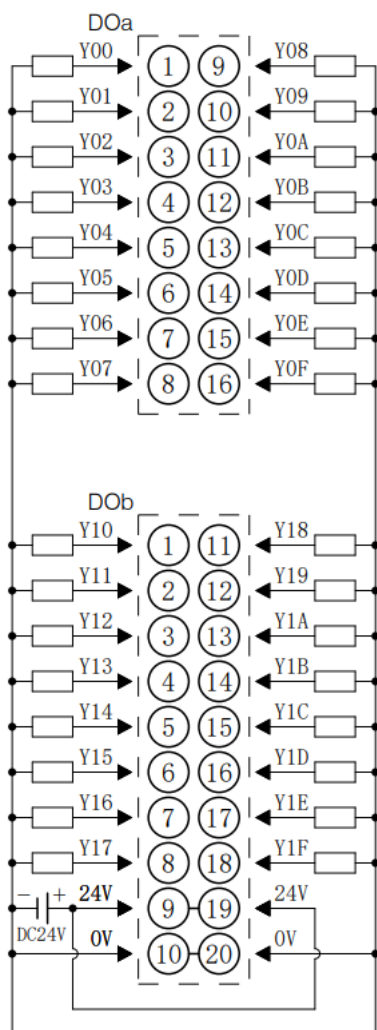 DOa
Y00 1 9 Y08
Y01 2 10 Y09
Y02 3 11 Y0A
Y03 4 12 Y0B
Y04 5 13 Y0C
Y05 6 14 Y0D
Y06 7 15 Y0E
Y07 8 16 Y0F
DOb
Y10 1 11 Y18
Y11 2 12 Y19
Y12 3 13 Y1A
Y13 4 14 Y1B
Y14 5 15 Y1C
Y15 6 16 Y1D
Y16 7 17 Y1E
Y17 8 18 Y1F
− + 24V 9 19 24V
DC24V 0V 10 20 0V